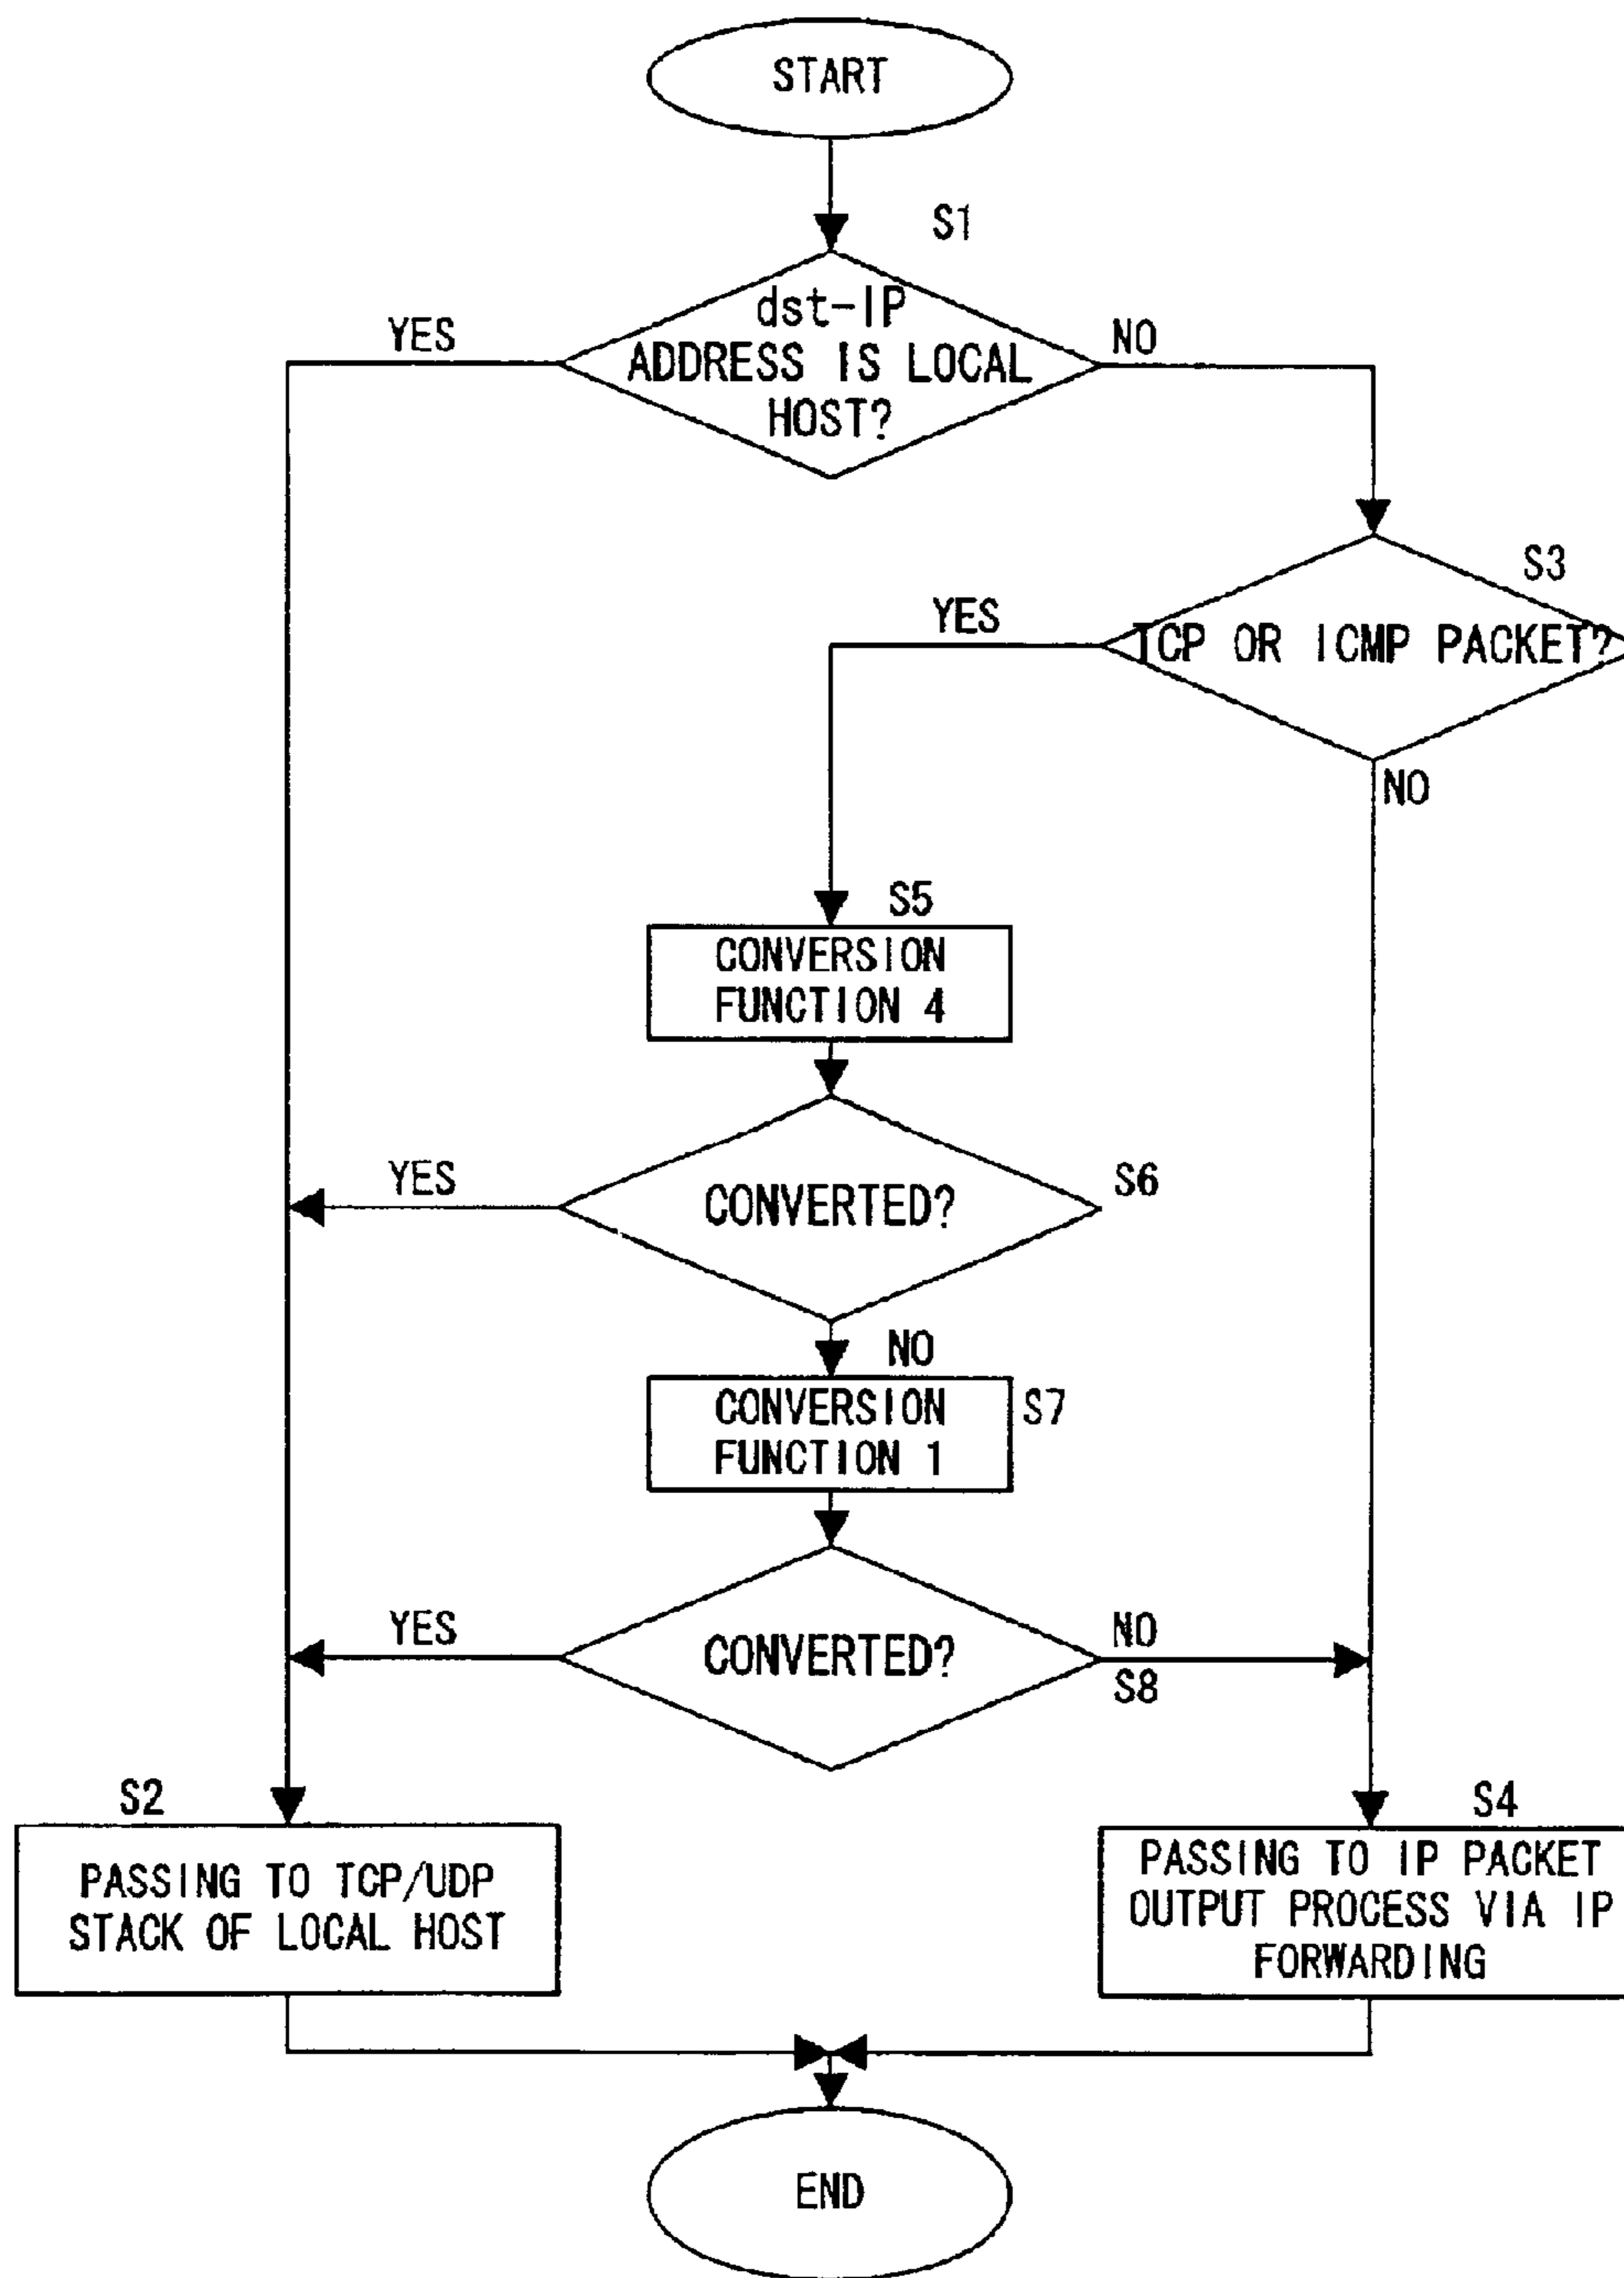 START
S1
dst-IP
ADDRESS IS LOCAL
HOST?
YES
NO
S3
TCP OR ICMP PACKET?
YES
NO
S5
CONVERSION
FUNCTION 4
CONVERTED?
S6
YES
NO
CONVERSION
FUNCTION 1
S7
CONVERTED?
YES
NO
S8
S2
PASSING TO TCP/UDP
STACK OF LOCAL HOST
S4
PASSING TO IP PACKET
OUTPUT PROCESS VIA IP
FORWARDING
END